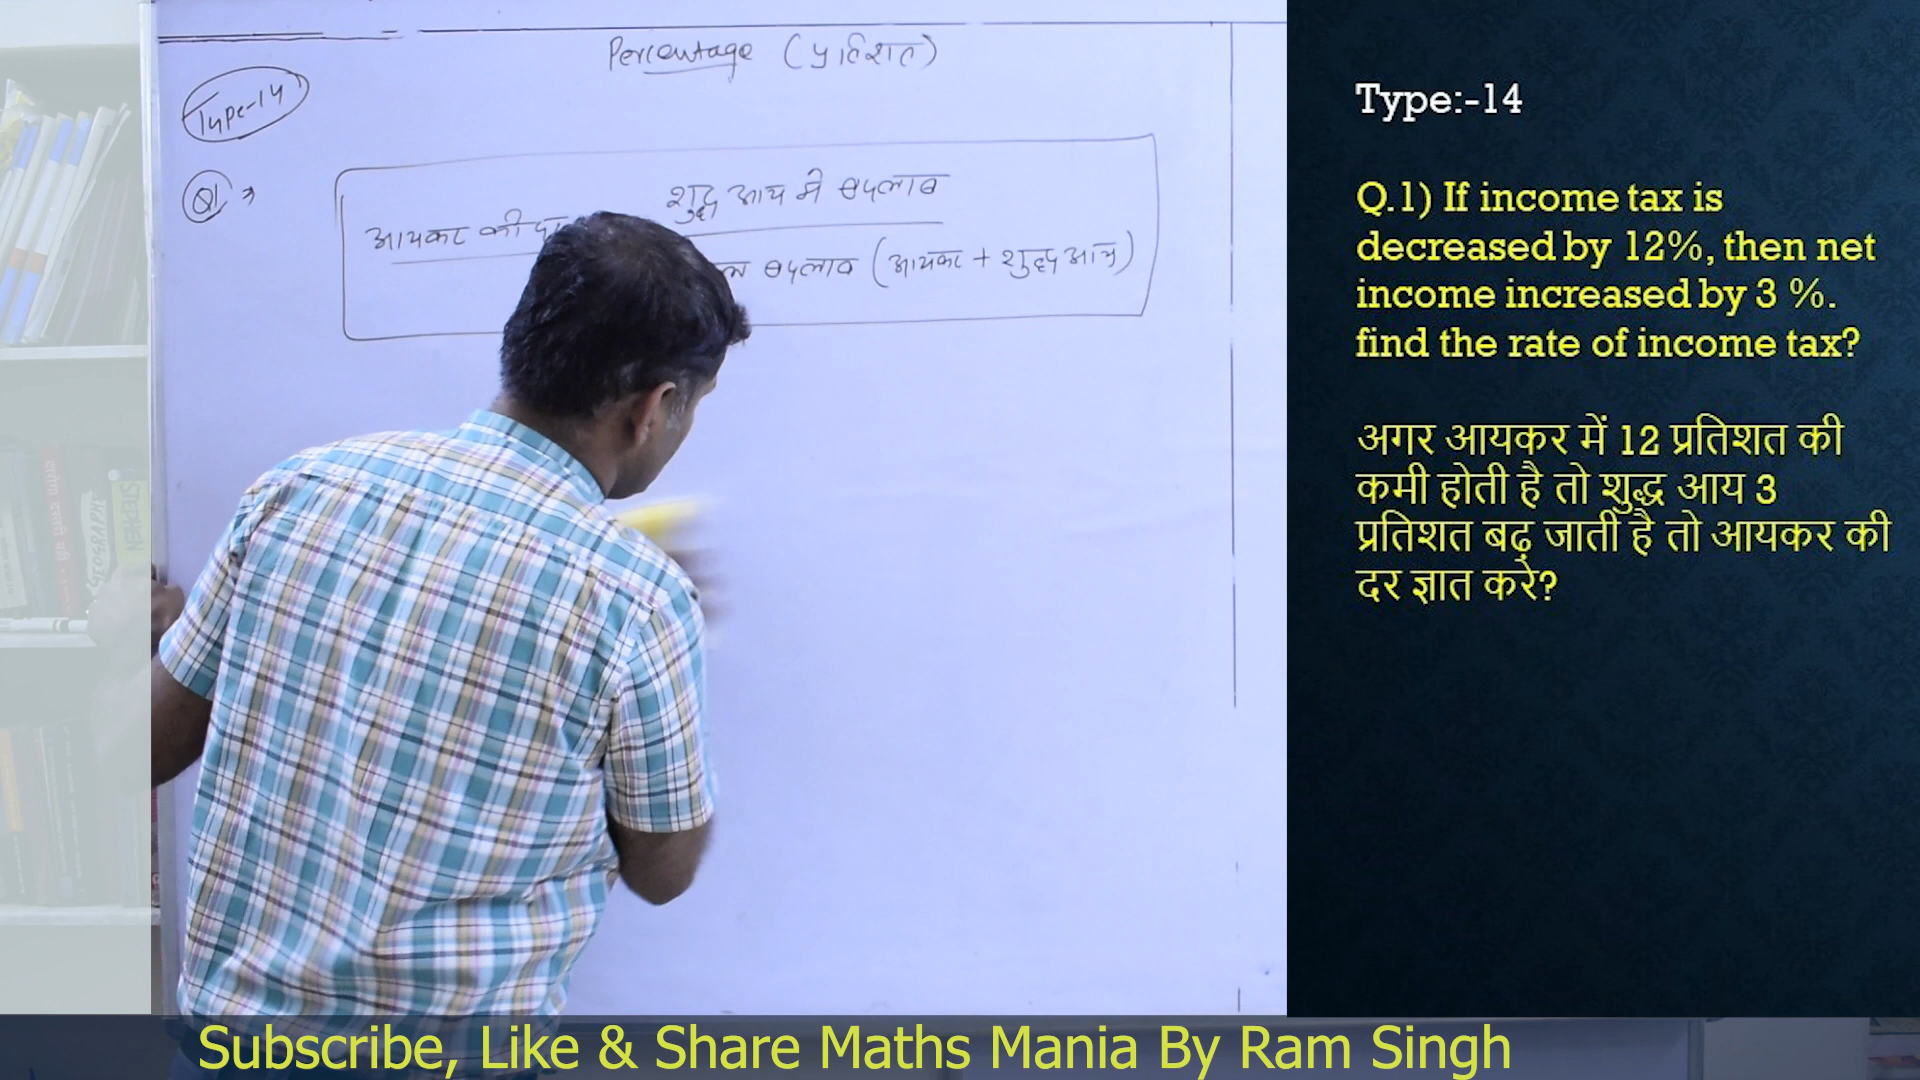 Percentage (प्रतिशत)
Type-14
Q1 →
शुद्ध आय में बदलाव
आयकर की
बदलाव (आयकर + शुद्ध आय)
Type:-14
Q.1) If income tax is
decreased by 12%, then net
income increased by 3 %.
find the rate of income tax?
अगर आयकर में 12 प्रतिशत की
कमी होती है तो शुद्ध आय 3
प्रतिशत बढ़ जाती है तो आयकर की
दर ज्ञात करे?
Subscribe, Like & Share Maths Mania By Ram Singh